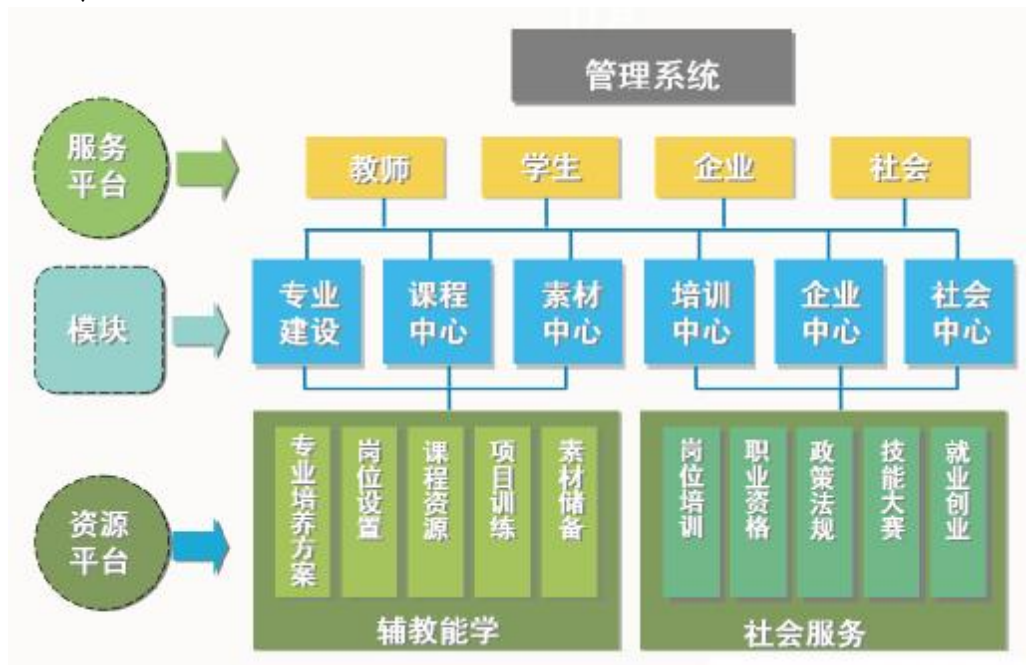 管理系统
服务
平台
教师
学生
企业
社会
模块
专业
建设
课程
中心
素材
中心
培训
中心
企业
中心
社会
中心
资源
平台
专业培养方案
岗位设置
课程资源
项目训练
素材储备
辅教能学
岗位培训
职业资格
政策法规
技能大赛
就业创业
社会服务